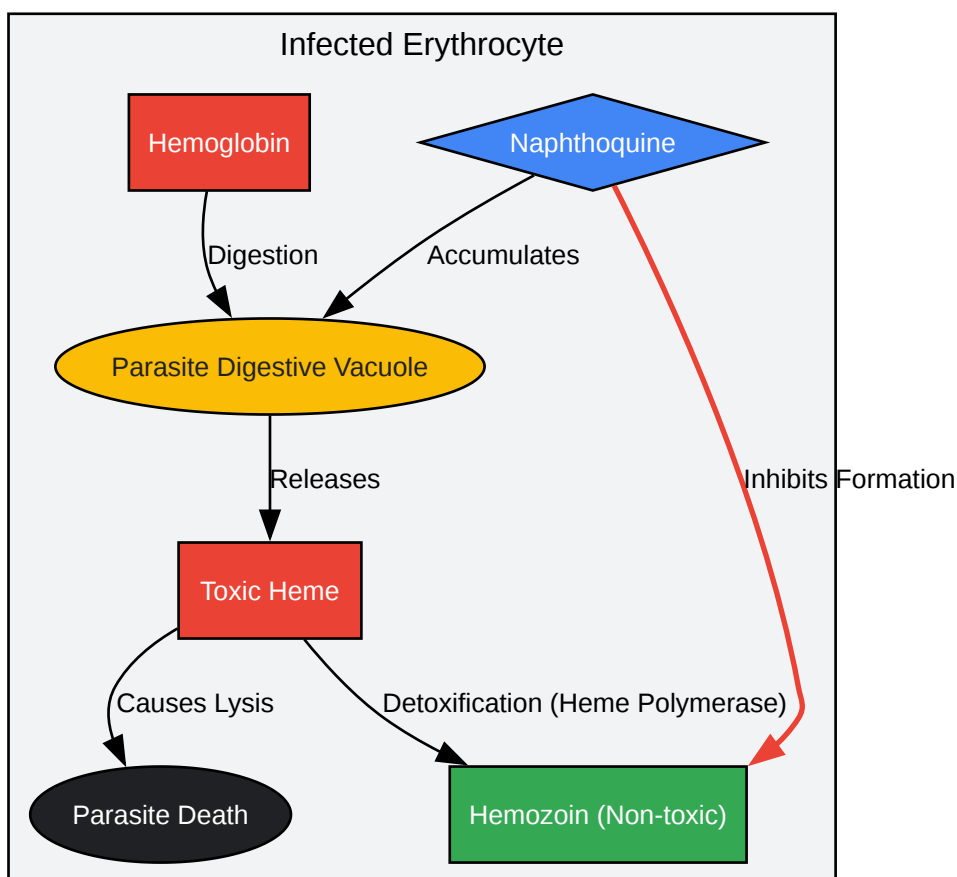 Infected Erythrocyte
Hemoglobin
Naphthoquine
Digestion
Accumulates
Parasite Digestive Vacuole
Releases
Inhibits Formation
Toxic Heme
Causes Lysis
Detoxification (Heme Polymerase)
Parasite Death
Hemozoin (Non-toxic)